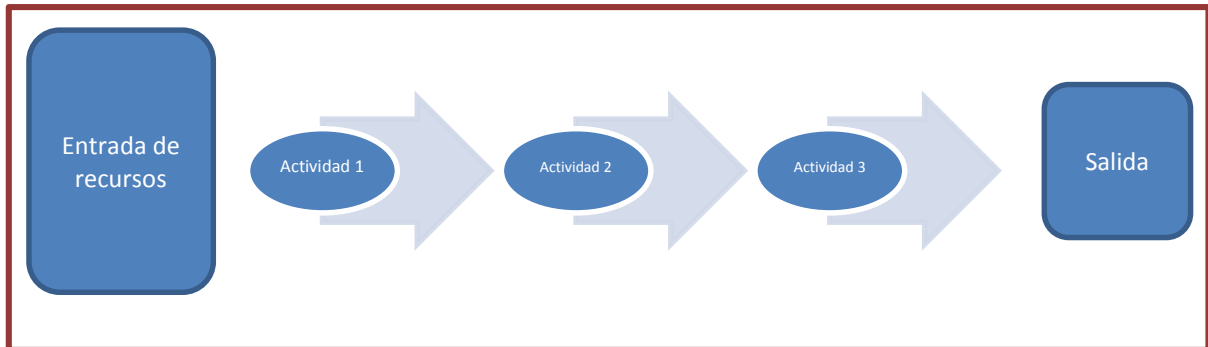 Entrada de
recursos
Actividad 1
Actividad 2
Actividad 3
Salida